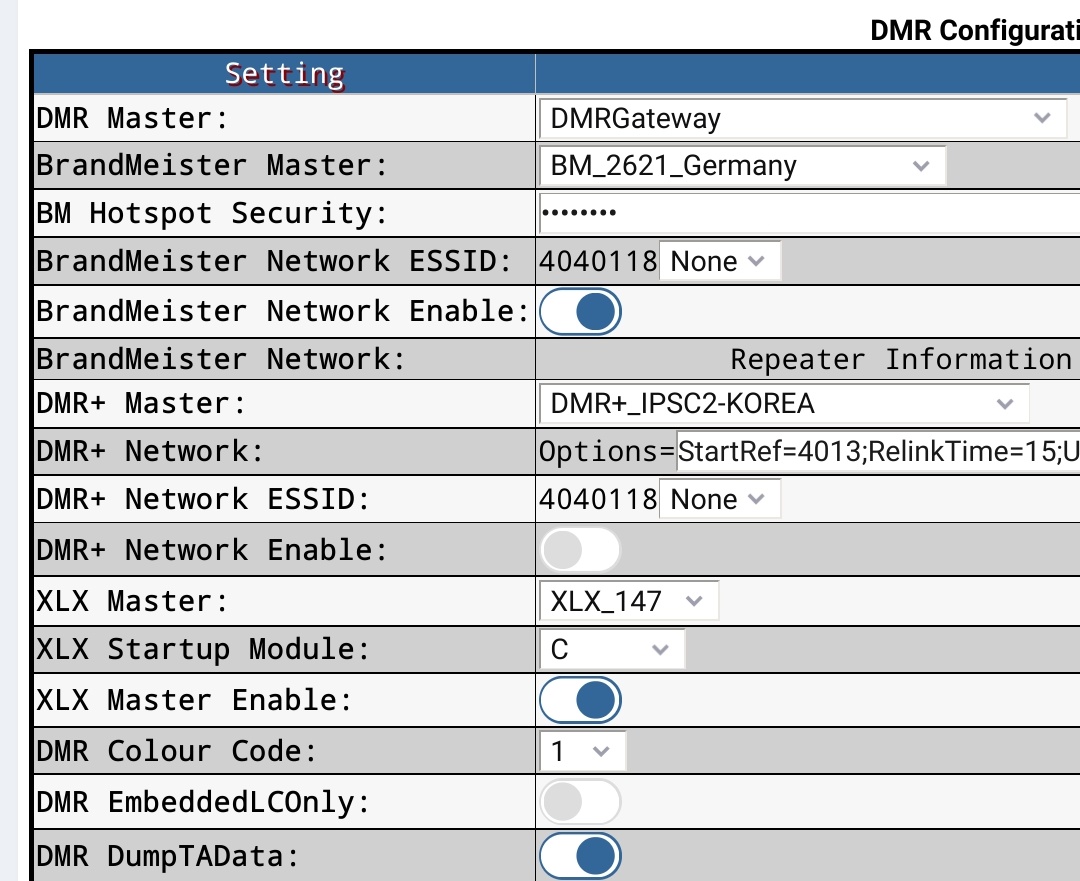 DMR Configurati
Setting
DMR Master: DMRGateway
BrandMeister Master: BM_2621_Germany
BM Hotspot Security: ••••••••
BrandMeister Network ESSID: 4040118 None
BrandMeister Network Enable:
BrandMeister Network: Repeater Information
DMR+ Master: DMR+_IPSC2-KOREA
DMR+ Network: Options=StartRef=4013;RelinkTime=15;U
DMR+ Network ESSID: 4040118 None
DMR+ Network Enable:
XLX Master: XLX_147
XLX Startup Module: C
XLX Master Enable:
DMR Colour Code: 1
DMR EmbeddedLCOnly:
DMR DumpTAData: